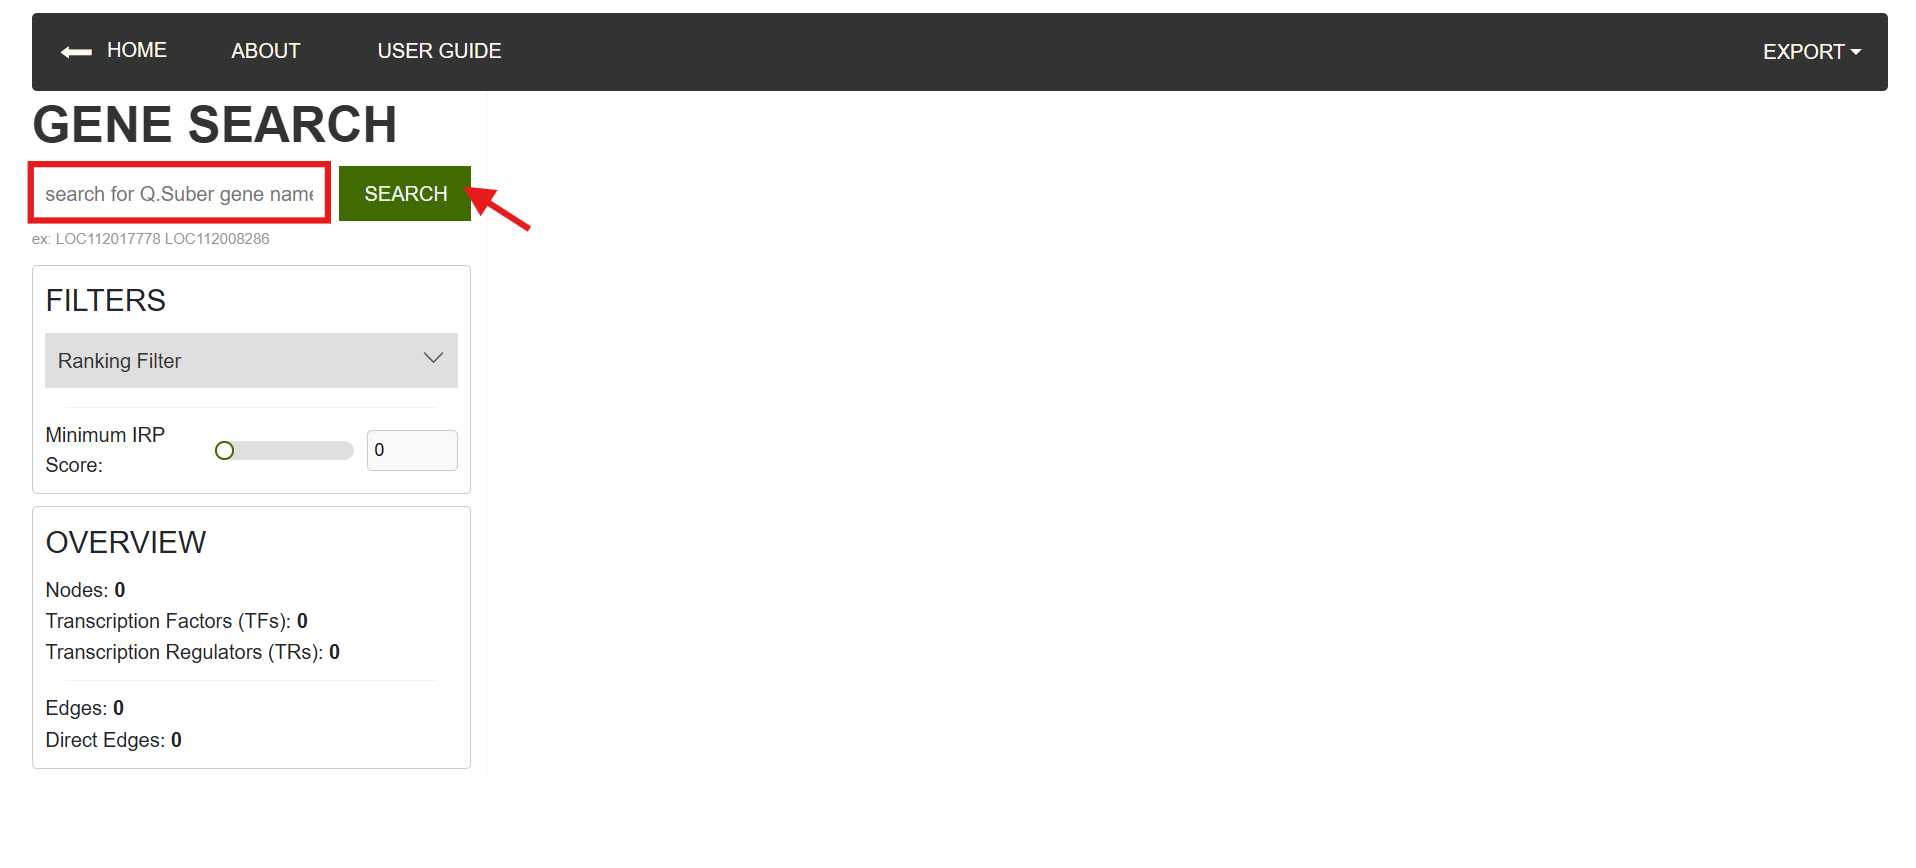 HOME ABOUT USER GUIDE EXPORT
GENE SEARCH
search for Q.Suber gene name SEARCH
ex: LOC112017778 LOC112008286
FILTERS
Ranking Filter
Minimum IRP
Score:
0
OVERVIEW
Nodes: 0
Transcription Factors (TFs): 0
Transcription Regulators (TRs): 0
Edges: 0
Direct Edges: 0